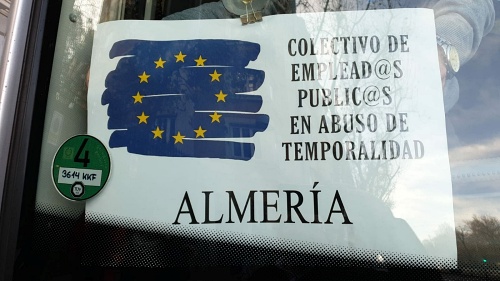 COLECTIVO DE
EMPLEAD@S
PUBLIC@S
EN ABUSO DE
TEMPORALIDAD
ALMERÍA
4
3614 KKF